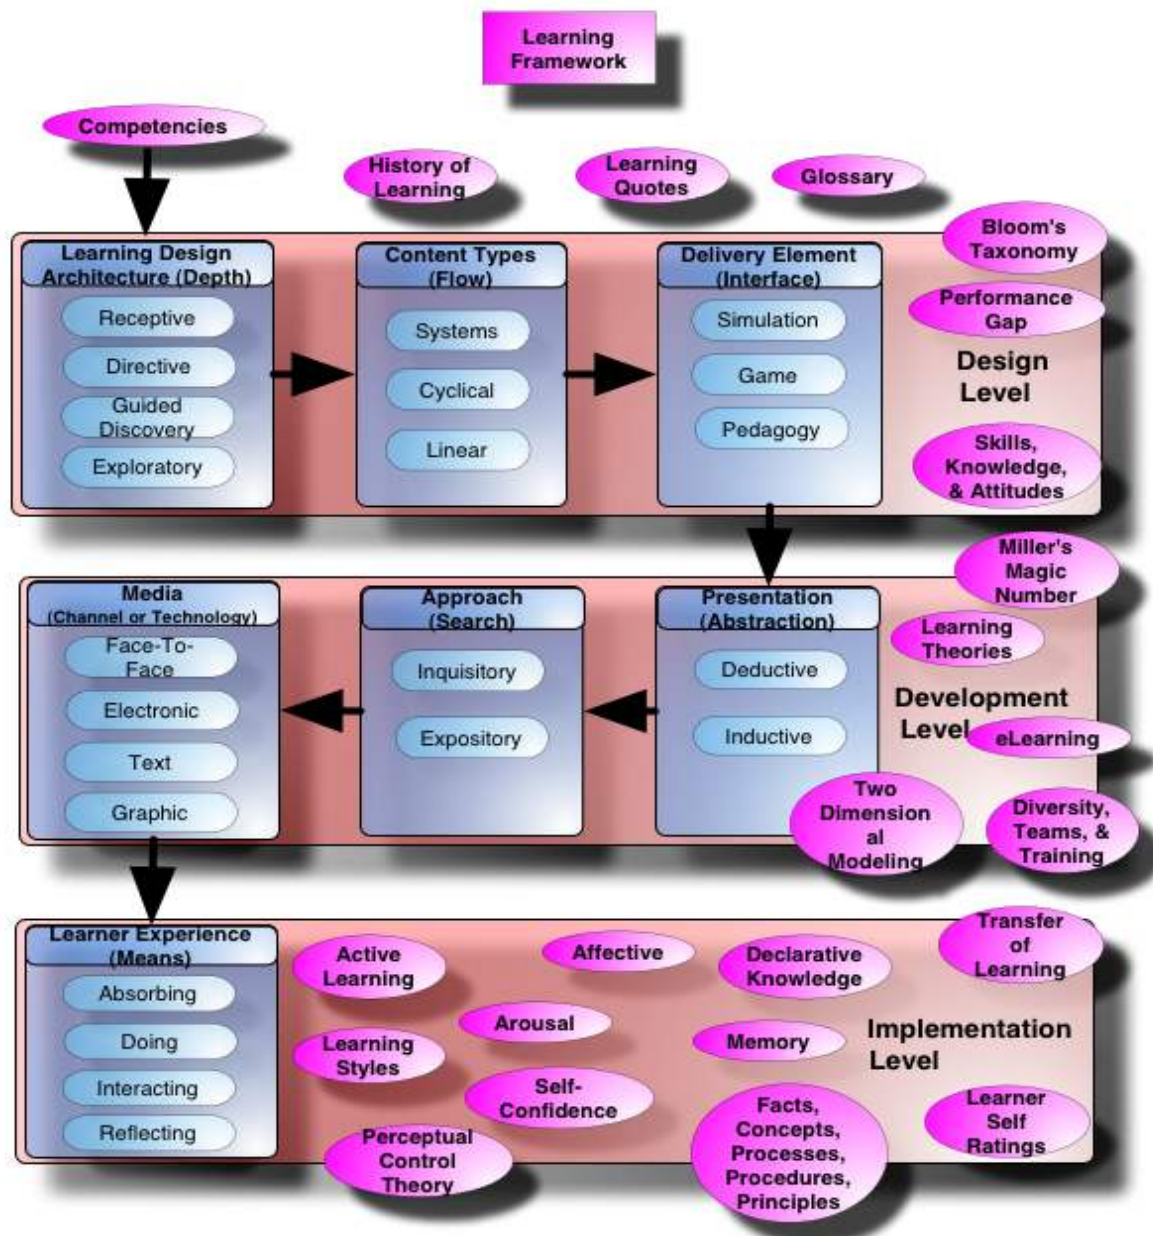 Learning
Framework
Competencies
History of
Learning
Learning
Quotes
Glossary
Learning Design
Architecture (Depth)
Receptive
Directive
Guided
Discovery
Exploratory
Content Types
(Flow)
Systems
Cyclical
Linear
Delivery Element
(Interface)
Simulation
Game
Pedagogy
Bloom's
Taxonomy
Performance
Gap
Design
Level
Skills,
Knowledge,
& Attitudes
Media
(Channel or Technology)
Face-To-
Face
Electronic
Text
Graphic
Approach
(Search)
Inquisitory
Expository
Presentation
(Abstraction)
Deductive
Inductive
Miller's
Magic
Number
Learning
Theories
Development
Level
eLearning
Two
Dimension
al
Modeling
Diversity,
Teams, &
Training
Learner Experience
(Means)
Absorbing
Doing
Interacting
Reflecting
Active
Learning
Affective
Declarative
Knowledge
Transfer
of
Learning
Arousal
Learning
Styles
Memory
Implementation
Level
Self-
Confidence
Perceptual
Control
Theory
Facts,
Concepts,
Processes,
Procedures,
Principles
Learner
Self
Ratings